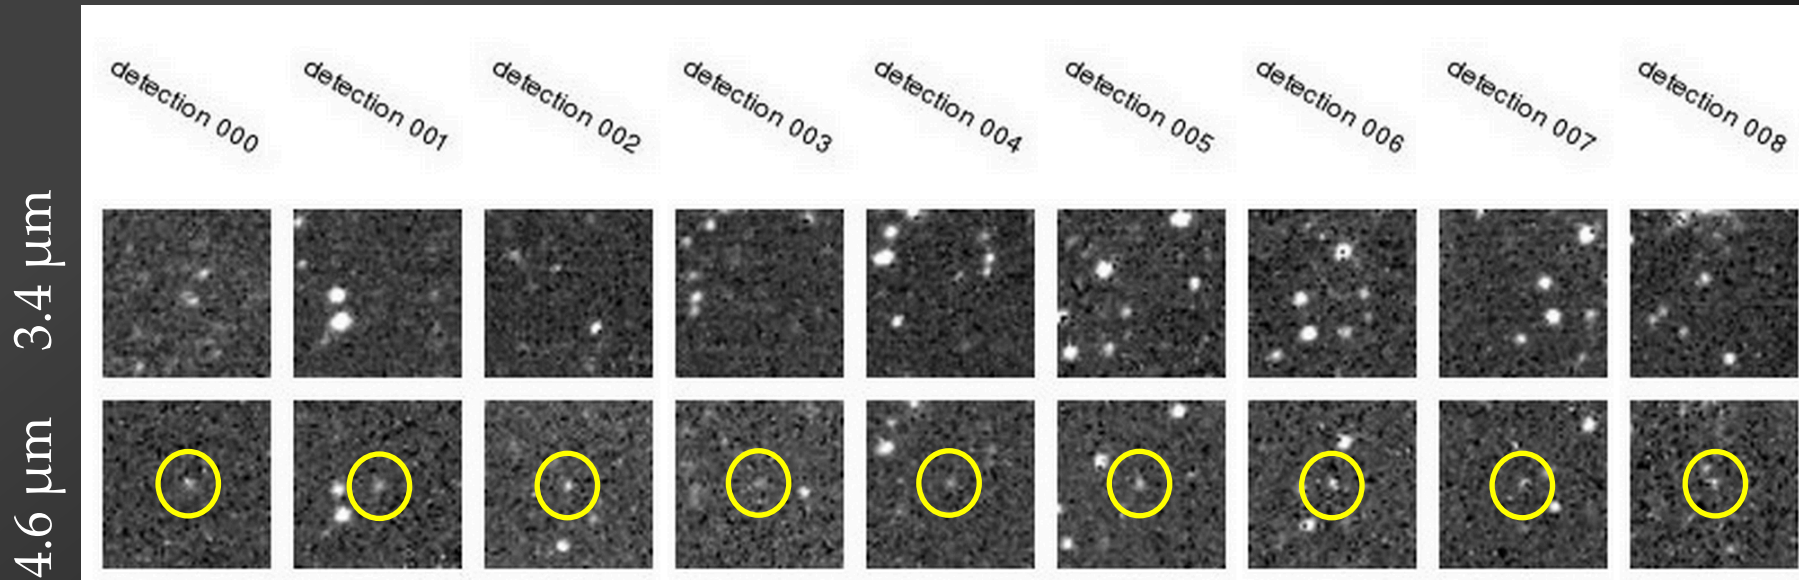 detection 000
detection 001
detection 002
detection 003
detection 004
detection 005
detection 006
detection 007
detection 008
3.4 μm
4.6 μm